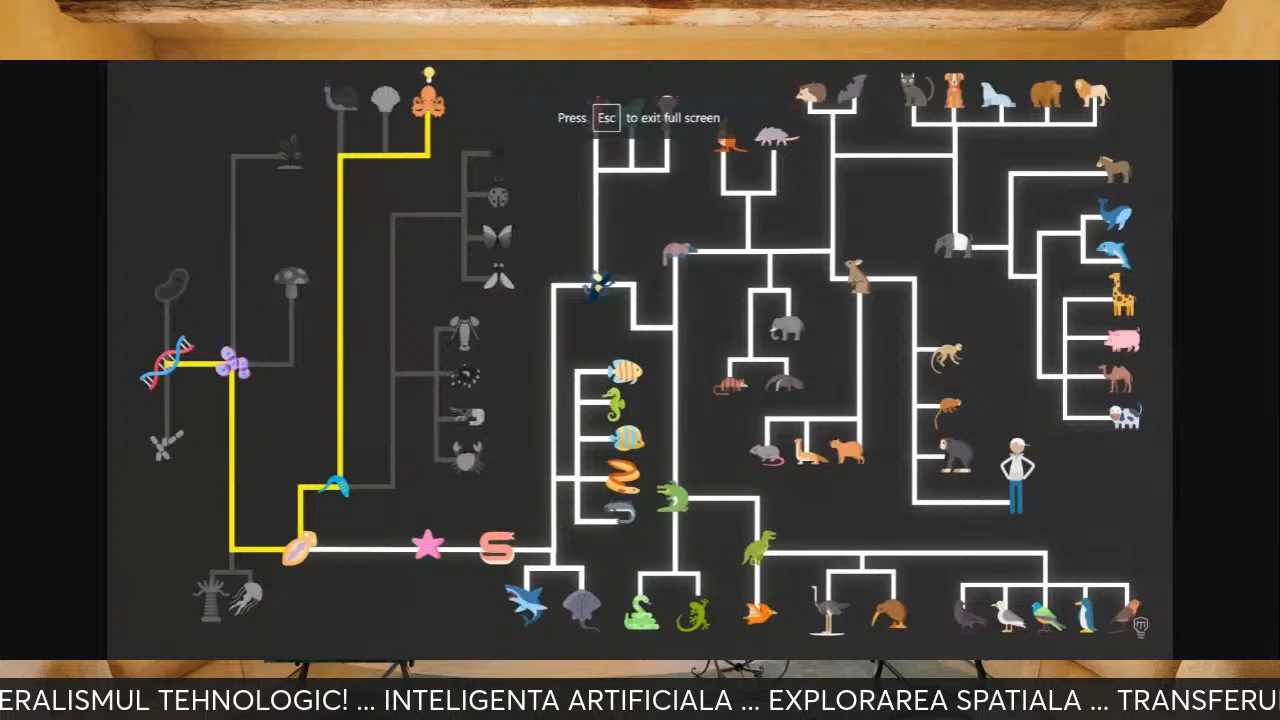 Press Esc to exit full screen
ERALISMUL TEHNOLOGIC! ... INTELIGENTA ARTIFICIALA ... EXPLORAREA SPATIALA ... TRANSFERU